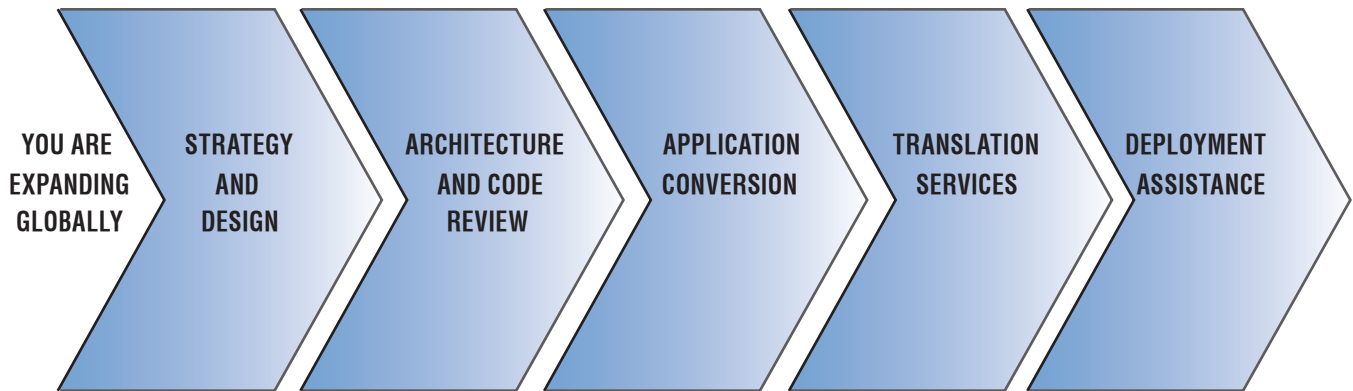 YOU ARE
EXPANDING
GLOBALLY
STRATEGY
AND
DESIGN
ARCHITECTURE
AND CODE
REVIEW
APPLICATION
CONVERSION
TRANSLATION
SERVICES
DEPLOYMENT
ASSISTANCE